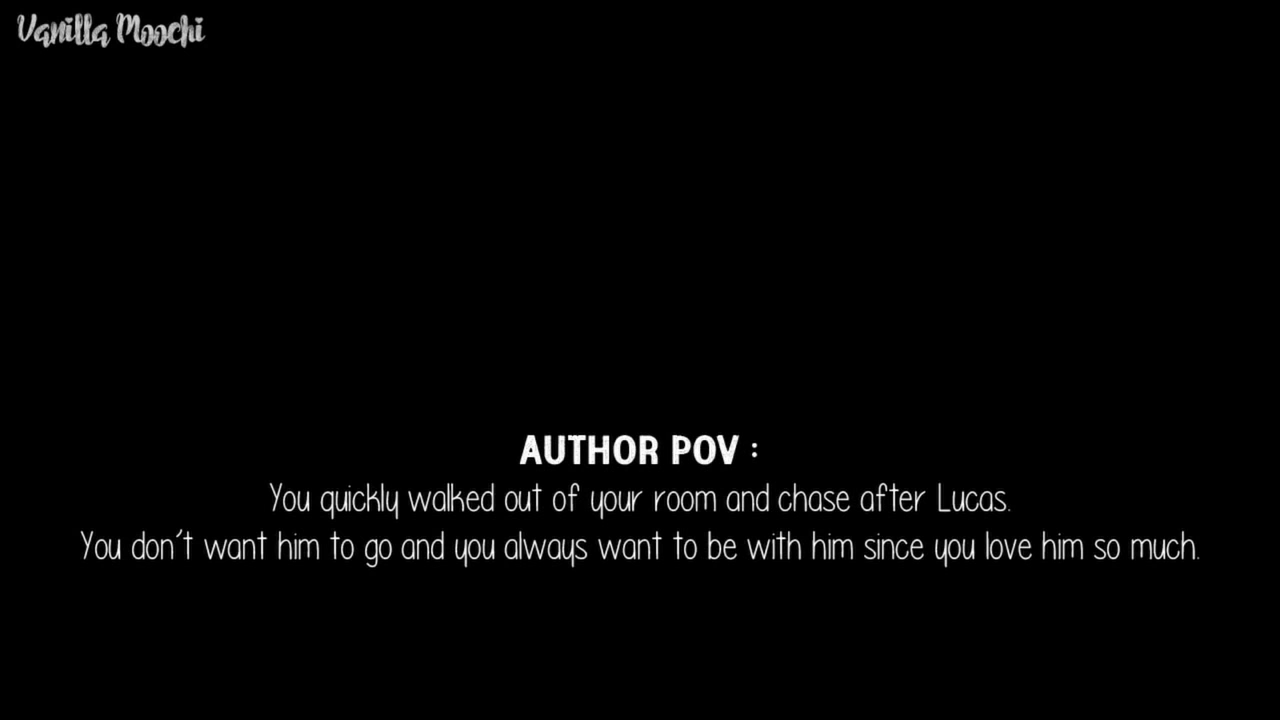 Vanilla Moochi
AUTHOR POV :
You quickly walked out of your room and chase after Lucas.
You don't want him to go and you always want to be with him since you love him so much.